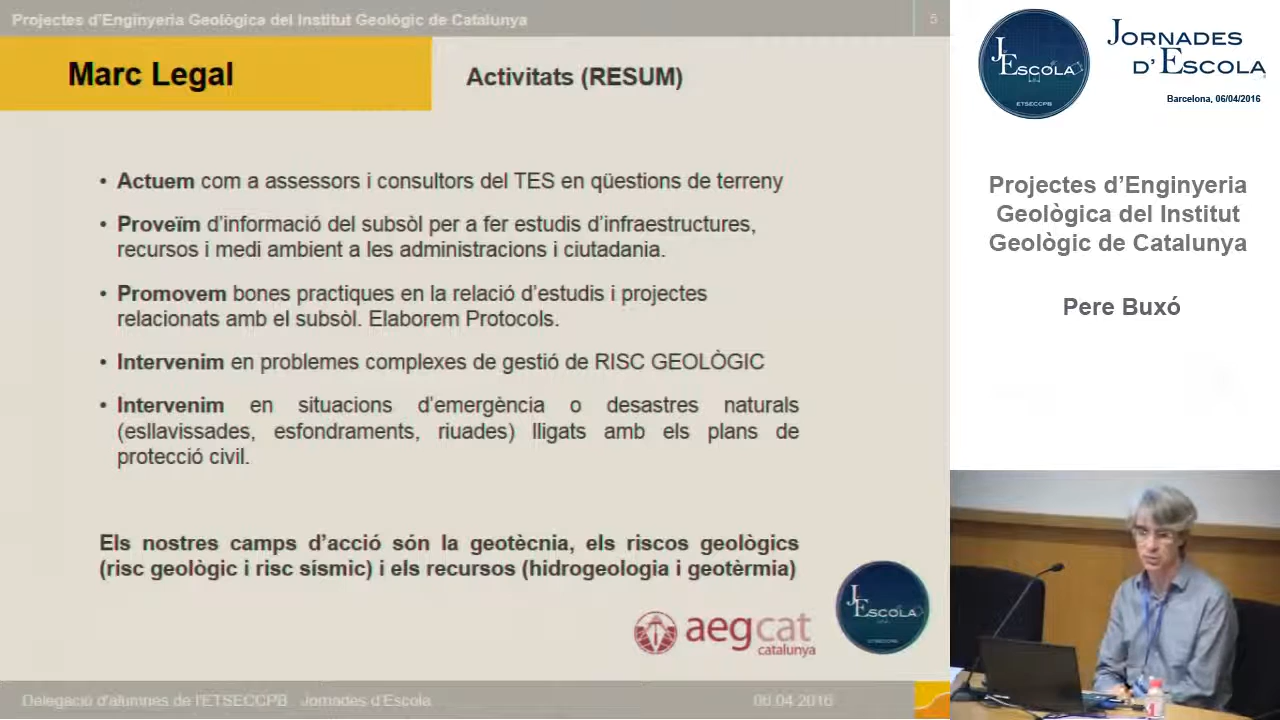 Projectes d'Enginyeria Geològica del Institut Geològic de Catalunya
5
Marc Legal
Activitats (RESUM)
• Actuem com a assessors i consultors del TES en qüestions de terreny
• Proveïm d'informació del subsòl per a fer estudis d'infraestructures,
recursos i medi ambient a les administracions i ciutadania.
• Promovem bones practiques en la relació d'estudis i projectes
relacionats amb el subsòl. Elaborem Protocols.
• Intervenim en problemes complexes de gestió de RISC GEOLÒGIC
• Intervenim en situacions d'emergència o desastres naturals
(esllavissades, esfondraments, riuades) lligats amb els plans de
protecció civil.
Els nostres camps d'acció són la geotècnia, els riscos geològics
(risc geològic i risc sísmic) i els recursos (hidrogeologia i geotèrmia)
aegcat
catalunya
JESCOLA
ETSECCPB
Delegació d'alumnes de l'ETSECCPB Jornades d'Escola
06.04.2016
JESCOLA
ETSECCPB
JORNADES
D'ESCOLA
Barcelona, 06/04/2016
Projectes d'Enginyeria
Geològica del Institut
Geològic de Catalunya
Pere Buxó